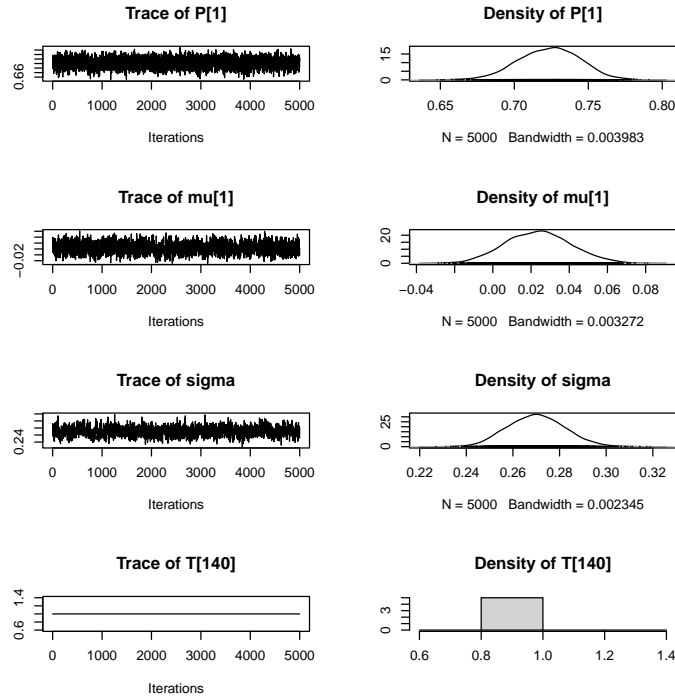 Trace of P[1]
0.66
0 1000 2000 3000 4000 5000
Iterations
Density of P[1]
0 15
0.65 0.70 0.75 0.80
N = 5000 Bandwidth = 0.003983
Trace of mu[1]
−0.02
0 1000 2000 3000 4000 5000
Iterations
Density of mu[1]
0 20
−0.04 0.00 0.02 0.04 0.06 0.08
N = 5000 Bandwidth = 0.003272
Trace of sigma
0.24
0 1000 2000 3000 4000 5000
Iterations
Density of sigma
0 25
0.22 0.24 0.26 0.28 0.30 0.32
N = 5000 Bandwidth = 0.002345
Trace of T[140]
0.6 1.4
0 1000 2000 3000 4000 5000
Iterations
Density of T[140]
0 3
0.6 0.8 1.0 1.2 1.4